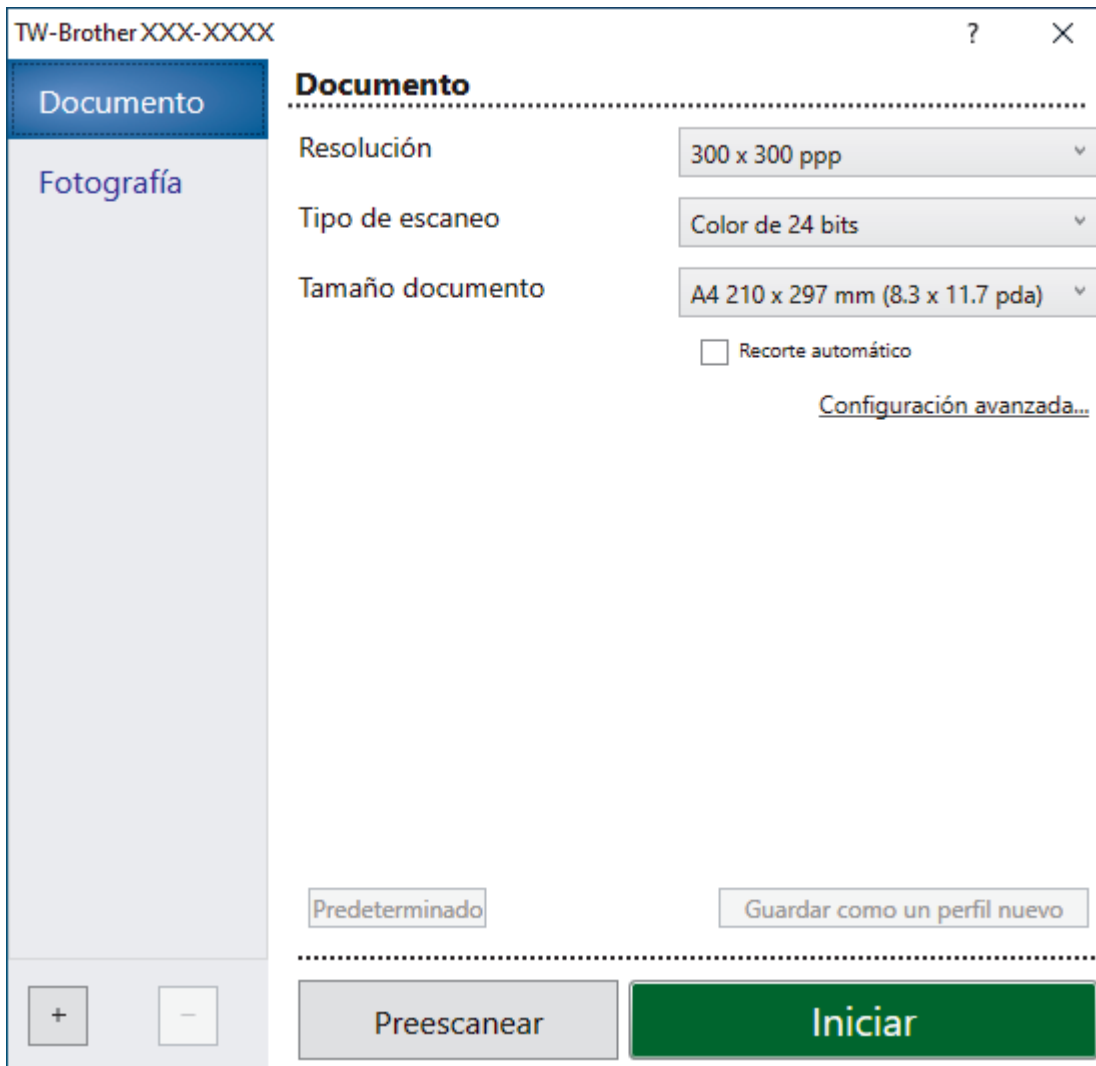 TW-Brother XXX-XXXX ?
Documento
Fotografía
Documento
Resolución 300 x 300 ppp
Tipo de escaneo Color de 24 bits
Tamaño documento A4 210 x 297 mm (8.3 x 11.7 pda)
Recorte automático
Configuración avanzada...
Predeterminado Guardar como un perfil nuevo
+ −
Preescanear Iniciar